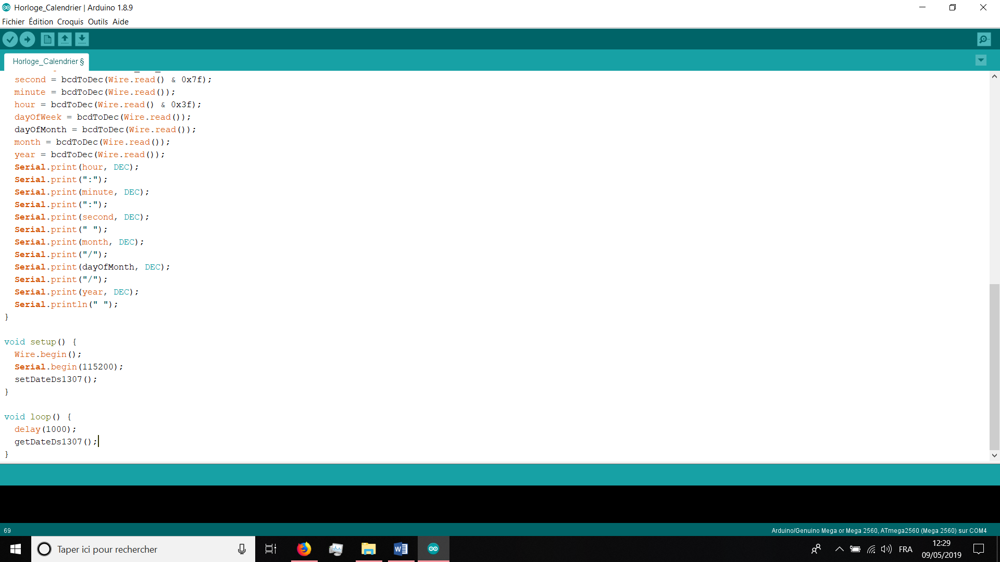 Horloge_Calendrier | Arduino 1.8.9
Fichier Édition Croquis Outils Aide
Horloge_Calendrier §
second = bcdToDec(Wire.read() & 0x7f);
minute = bcdToDec(Wire.read());
hour = bcdToDec(Wire.read() & 0x3f);
dayOfWeek = bcdToDec(Wire.read());
dayOfMonth = bcdToDec(Wire.read());
month = bcdToDec(Wire.read());
year = bcdToDec(Wire.read());
Serial.print(hour, DEC);
Serial.print(":");
Serial.print(minute, DEC);
Serial.print(":");
Serial.print(second, DEC);
Serial.print(" ");
Serial.print(month, DEC);
Serial.print("/");
Serial.print(dayOfMonth, DEC);
Serial.print("/");
Serial.print(year, DEC);
Serial.println(" ");
}
void setup() {
Wire.begin();
Serial.begin(115200);
setDateDs1307();
}
void loop() {
delay(1000);
getDateDs1307();
}
69
Arduino/Genuino Mega or Mega 2560, ATmega2560 (Mega 2560) sur COM4
Taper ici pour rechercher
FRA
12:29
09/05/2019